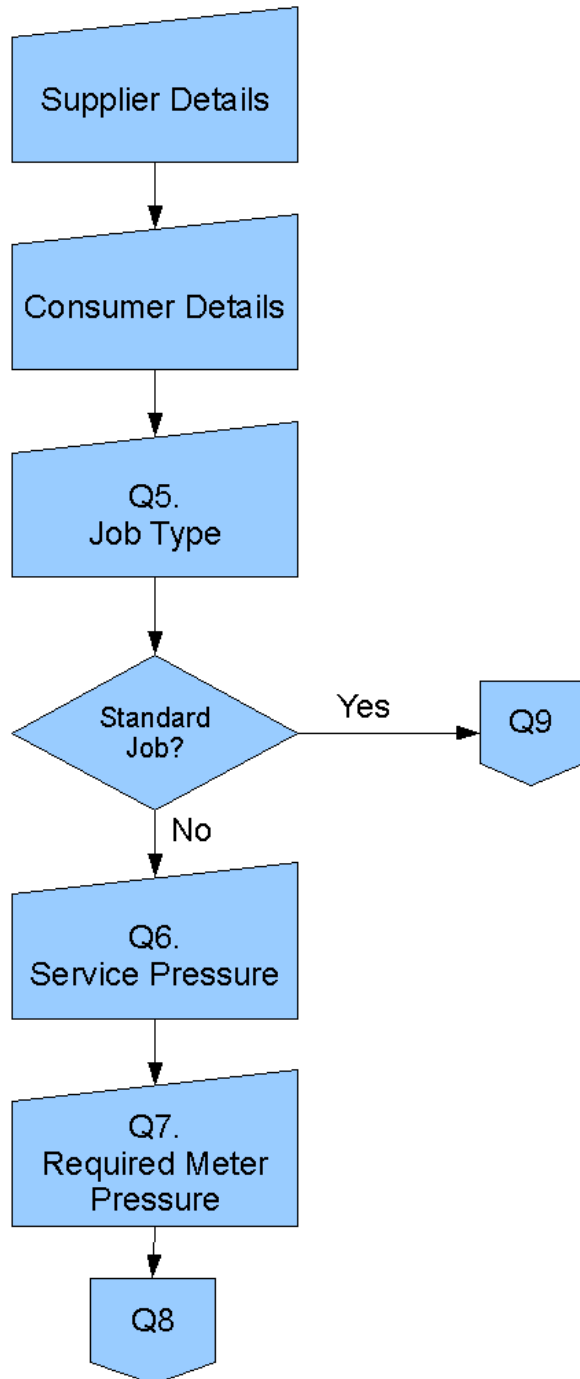 Supplier Details
Consumer Details
Q5.
Job Type
Standard
Job?
Yes
Q9
No
Q6.
Service Pressure
Q7.
Required Meter
Pressure
Q8